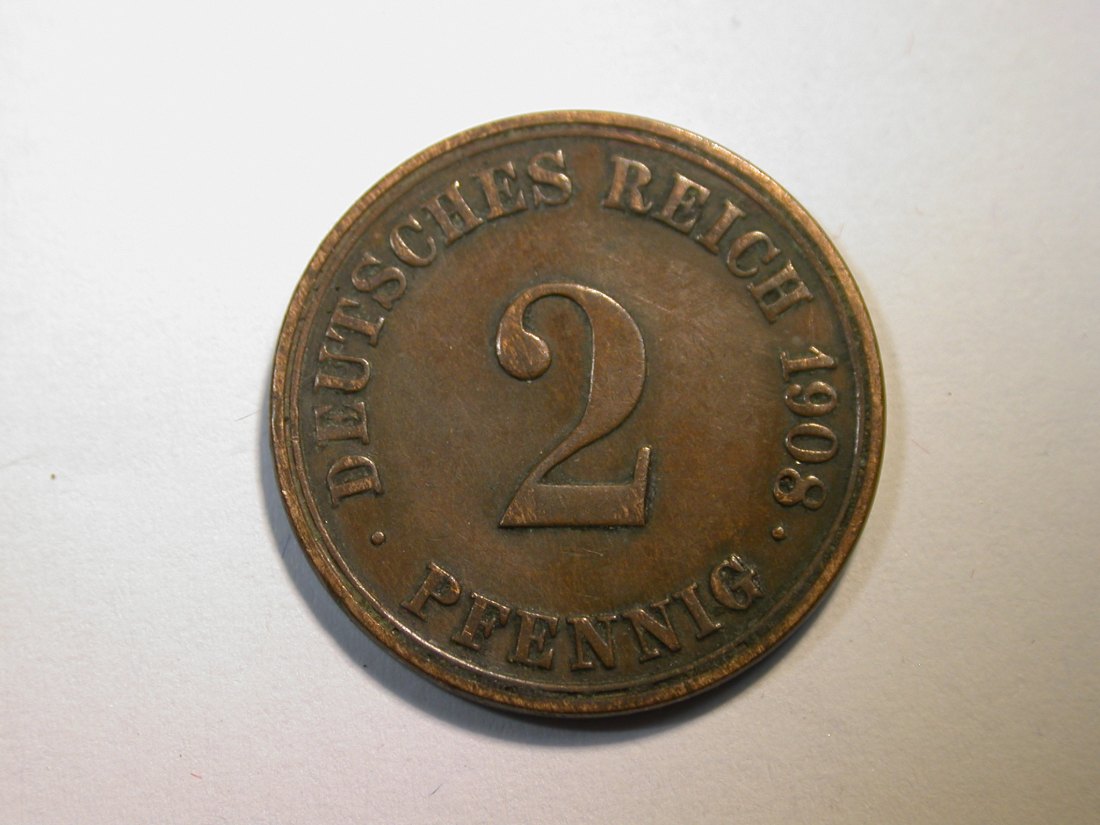 · DEUTSCHES REICH 1908 ·
2
PFENNIG